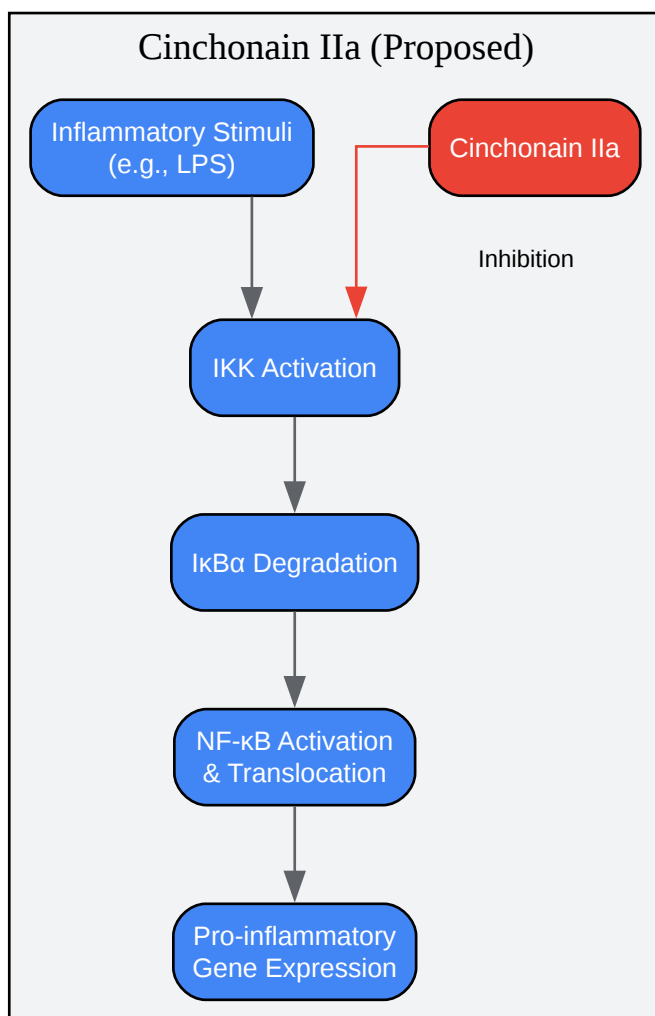 Cinchonain IIa (Proposed)
Inflammatory Stimuli
(e.g., LPS)
Cinchonain IIa
Inhibition
IKK Activation
IκBα Degradation
NF-κB Activation
& Translocation
Pro-inflammatory
Gene Expression